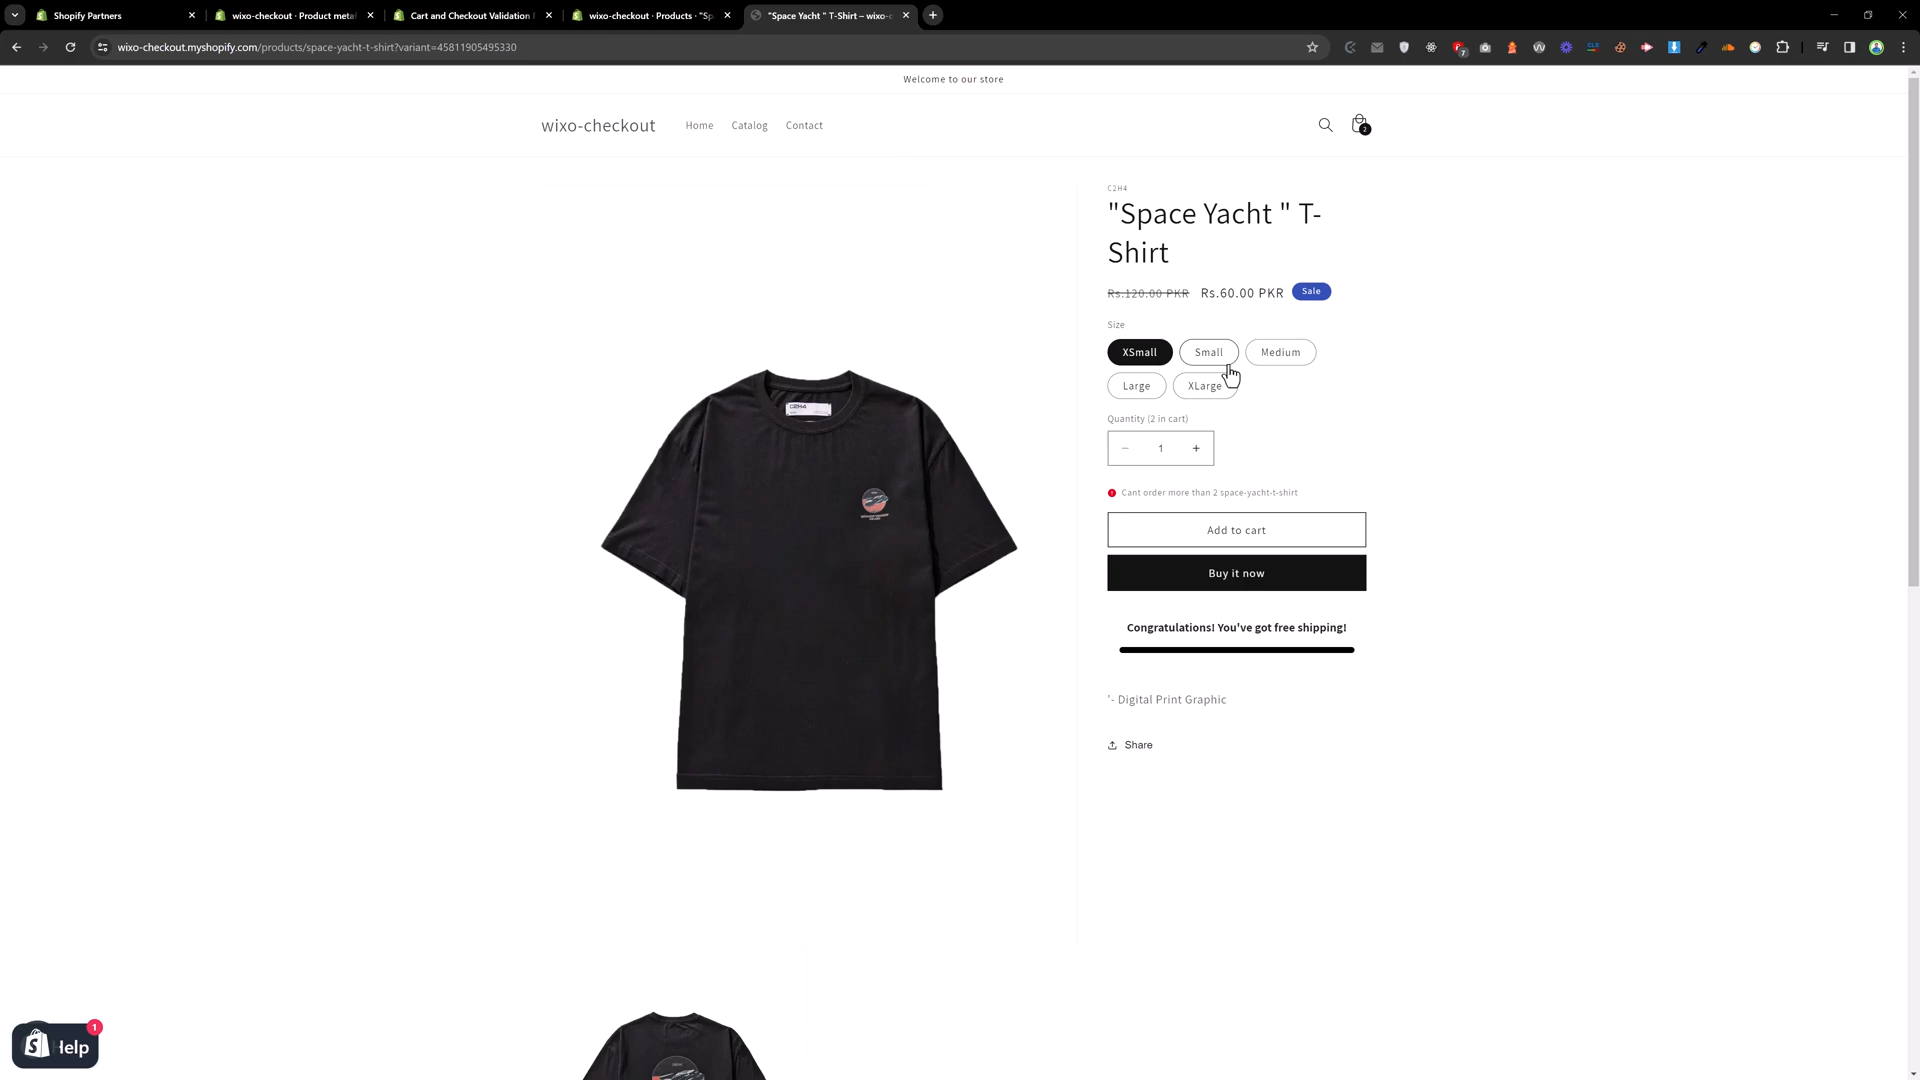 Shopify Partners
wixo-checkout · Product meta
Cart and Checkout Validation
wixo-checkout · Products · "Sp
"Space Yacht " T-Shirt – wixo-c
wixo-checkout.myshopify.com/products/space-yacht-t-shirt?variant=45811905495330
7
Welcome to our store
wixo-checkout
Home
Catalog
Contact
2
C2H4
"Space Yacht " T-
Shirt
Rs.120.00 PKR Rs.60.00 PKR Sale
Size
XSmall
Small
Medium
Large
XLarge
Quantity (2 in cart)
− 1 +
Cant order more than 2 space-yacht-t-shirt
Add to cart
Buy it now
Congratulations! You've got free shipping!
'- Digital Print Graphic
Share
C2H4
1
Help